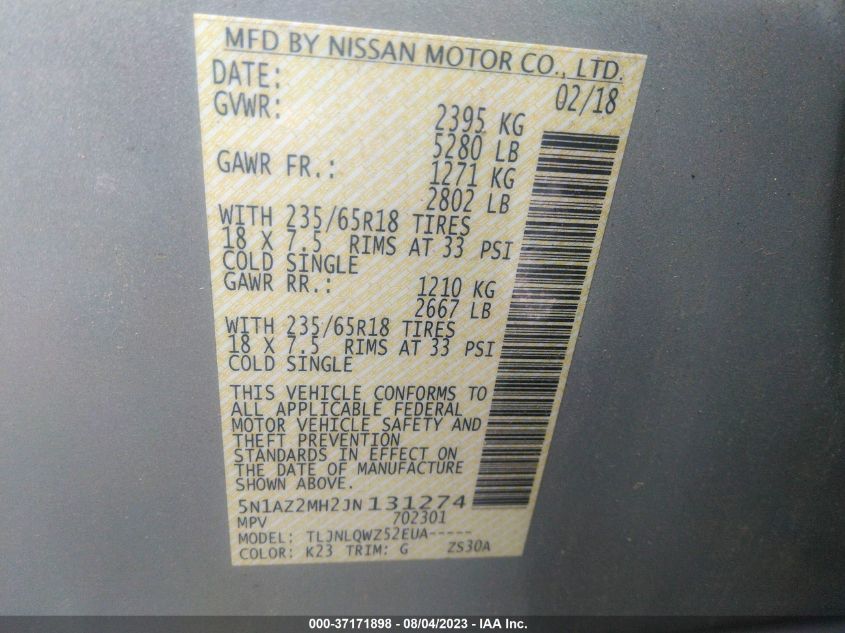 MFD BY NISSAN MOTOR CO., LTD.
DATE: 02/18
GVWR: 2395 KG
5280 LB
GAWR FR.: 1271 KG
2802 LB
WITH 235/65R18 TIRES
18 X 7.5 RIMS AT 33 PSI
COLD SINGLE
GAWR RR.: 1210 KG
2667 LB
WITH 235/65R18 TIRES
18 X 7.5 RIMS AT 33 PSI
COLD SINGLE
THIS VEHICLE CONFORMS TO
ALL APPLICABLE FEDERAL
MOTOR VEHICLE SAFETY AND
THEFT PREVENTION
STANDARDS IN EFFECT ON
THE DATE OF MANUFACTURE
SHOWN ABOVE.
5N1AZ2MH2JN131274
MPV 702301
MODEL: TLJNLQWZ52EUA-----
COLOR: K23 TRIM: G ZS30A
000-37171898 - 08/04/2023 - IAA Inc.